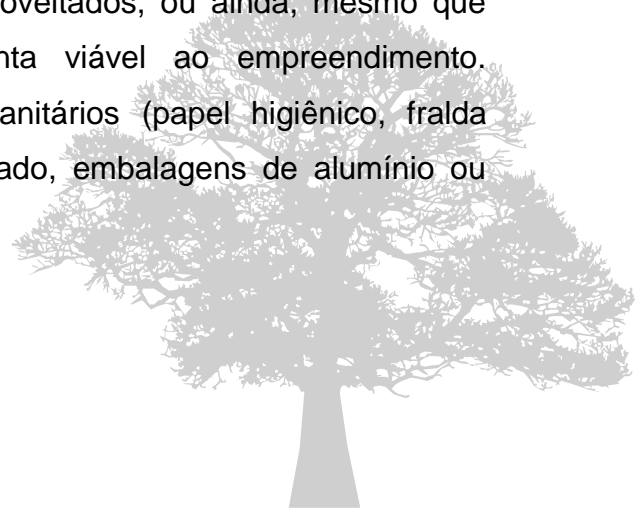 oveitados, ou ainda, mesmo que
nta viável ao empreendimento.
anitários (papel higiênico, fralda
ado, embalagens de alumínio ou